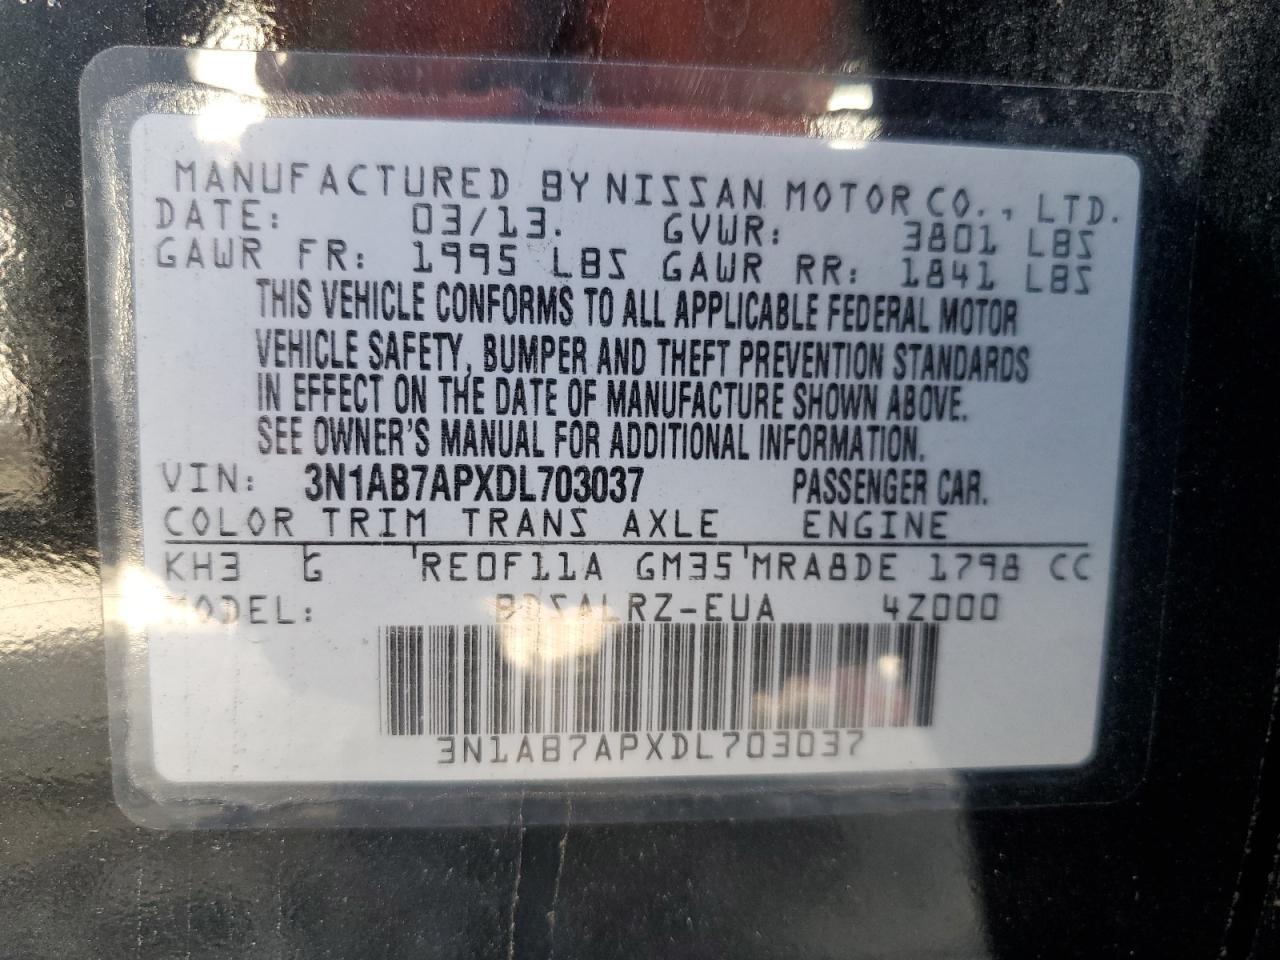 MANUFACTURED BY NISSAN MOTOR CO., LTD.
DATE: 03/13. GVWR: 3801 LBS
GAWR FR: 1995 LBS GAWR RR: 1841 LBS
THIS VEHICLE CONFORMS TO ALL APPLICABLE FEDERAL MOTOR
VEHICLE SAFETY, BUMPER AND THEFT PREVENTION STANDARDS
IN EFFECT ON THE DATE OF MANUFACTURE SHOWN ABOVE.
SEE OWNER'S MANUAL FOR ADDITIONAL INFORMATION.
VIN: 3N1AB7APXDL703037 PASSENGER CAR.
COLOR TRIM TRANS AXLE ENGINE
KH3 G RE0F11A GM35 MRA8DE 1798 CC
MODEL: 4Z000
3N1AB7APXDL703037